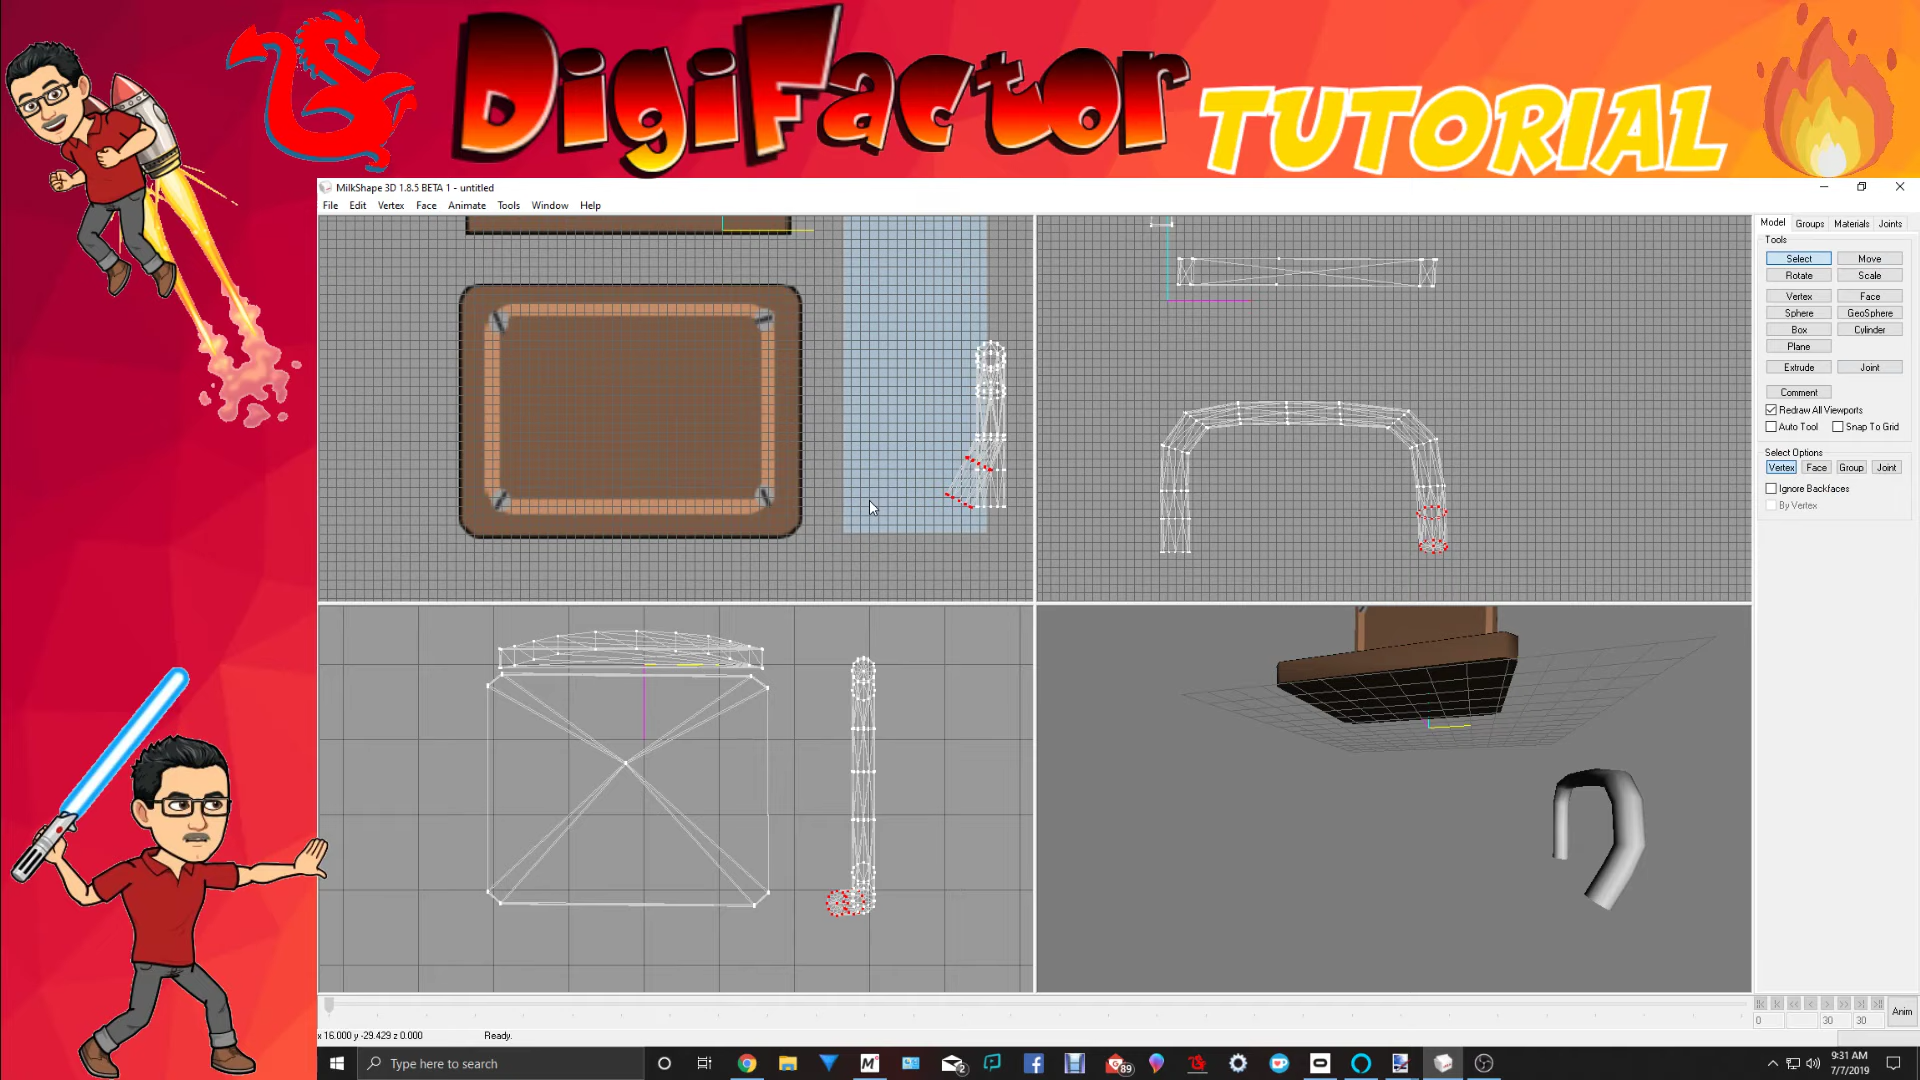 DigiFactor TUTORIAL
MilkShape 3D 1.8.5 BETA 1 - untitled
File Edit Vertex Face Animate Tools Window Help
Model Groups Materials Joints
Tools
Select Move
Rotate Scale
Vertex Face
Sphere GeoSphere
Box Cylinder
Plane
Extrude Joint
Comment
Redraw All Viewports
Auto Tool Snap To Grid
Select Options
Vertex Face Group Joint
Ignore Backfaces
By Vertex
0 30 30 Anim
x 16.000 y -29.429 z 0.000 Ready.
Type here to search
2
89
9:31 AM
7/7/2019